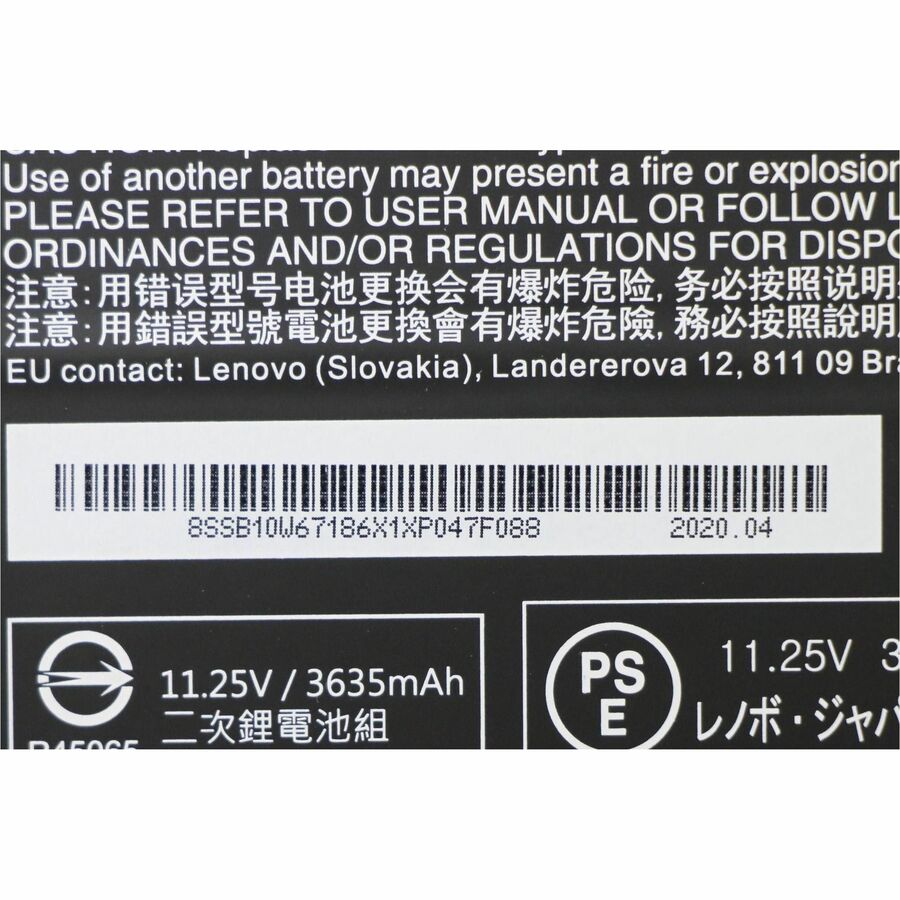 Use of another battery may present a fire or explosion
PLEASE REFER TO USER MANUAL OR FOLLOW
ORDINANCES AND/OR REGULATIONS FOR
注意: 用错误型号电池更换会有爆炸危险, 务必按照说明
注意: 用錯誤型號電池更換會有爆炸危險, 務必按照說明
EU contact: Lenovo (Slovakia), Landererova 12, 811 09
8SSB10W67186X1XP047F088 2020.04
11.25V / 3635mAh
二次鋰電池組
PS
E
11.25V
レノボ・ジャパ